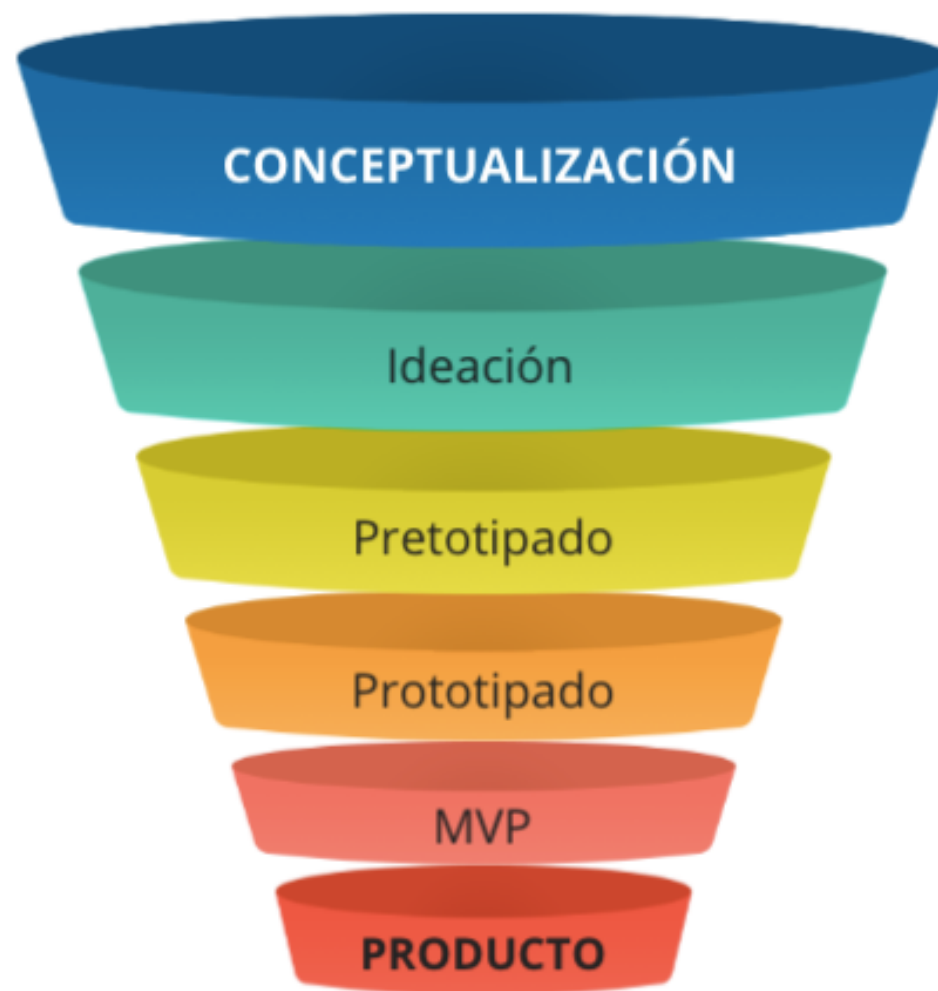 CONCEPTUALIZACIÓN
Ideación
Pretotipado
Prototipado
MVP
PRODUCTO